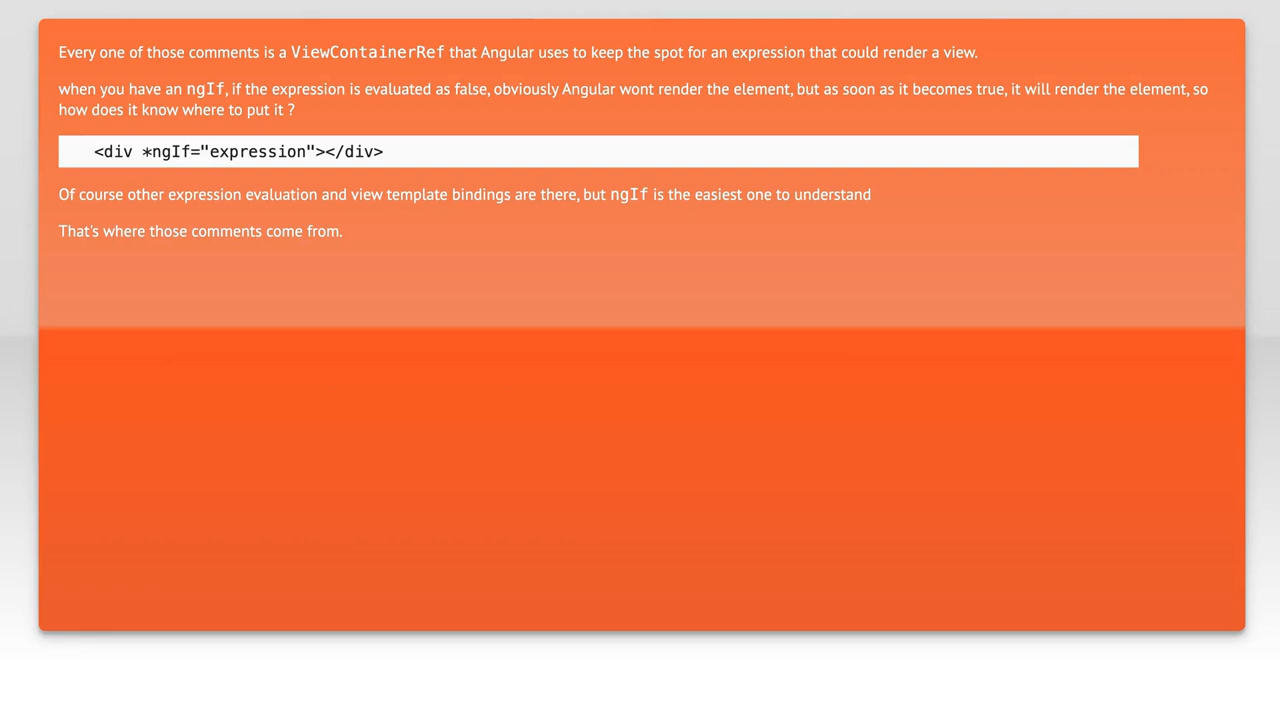 Every one of those comments is a ViewContainerRef that Angular uses to keep the spot for an expression that could render a view.
when you have an ngIf, if the expression is evaluated as false, obviously Angular wont render the element, but as soon as it becomes true, it will render the element, so
how does it know where to put it ?
<div *ngIf="expression"></div>
Of course other expression evaluation and view template bindings are there, but ngIf is the easiest one to understand
That's where those comments come from.